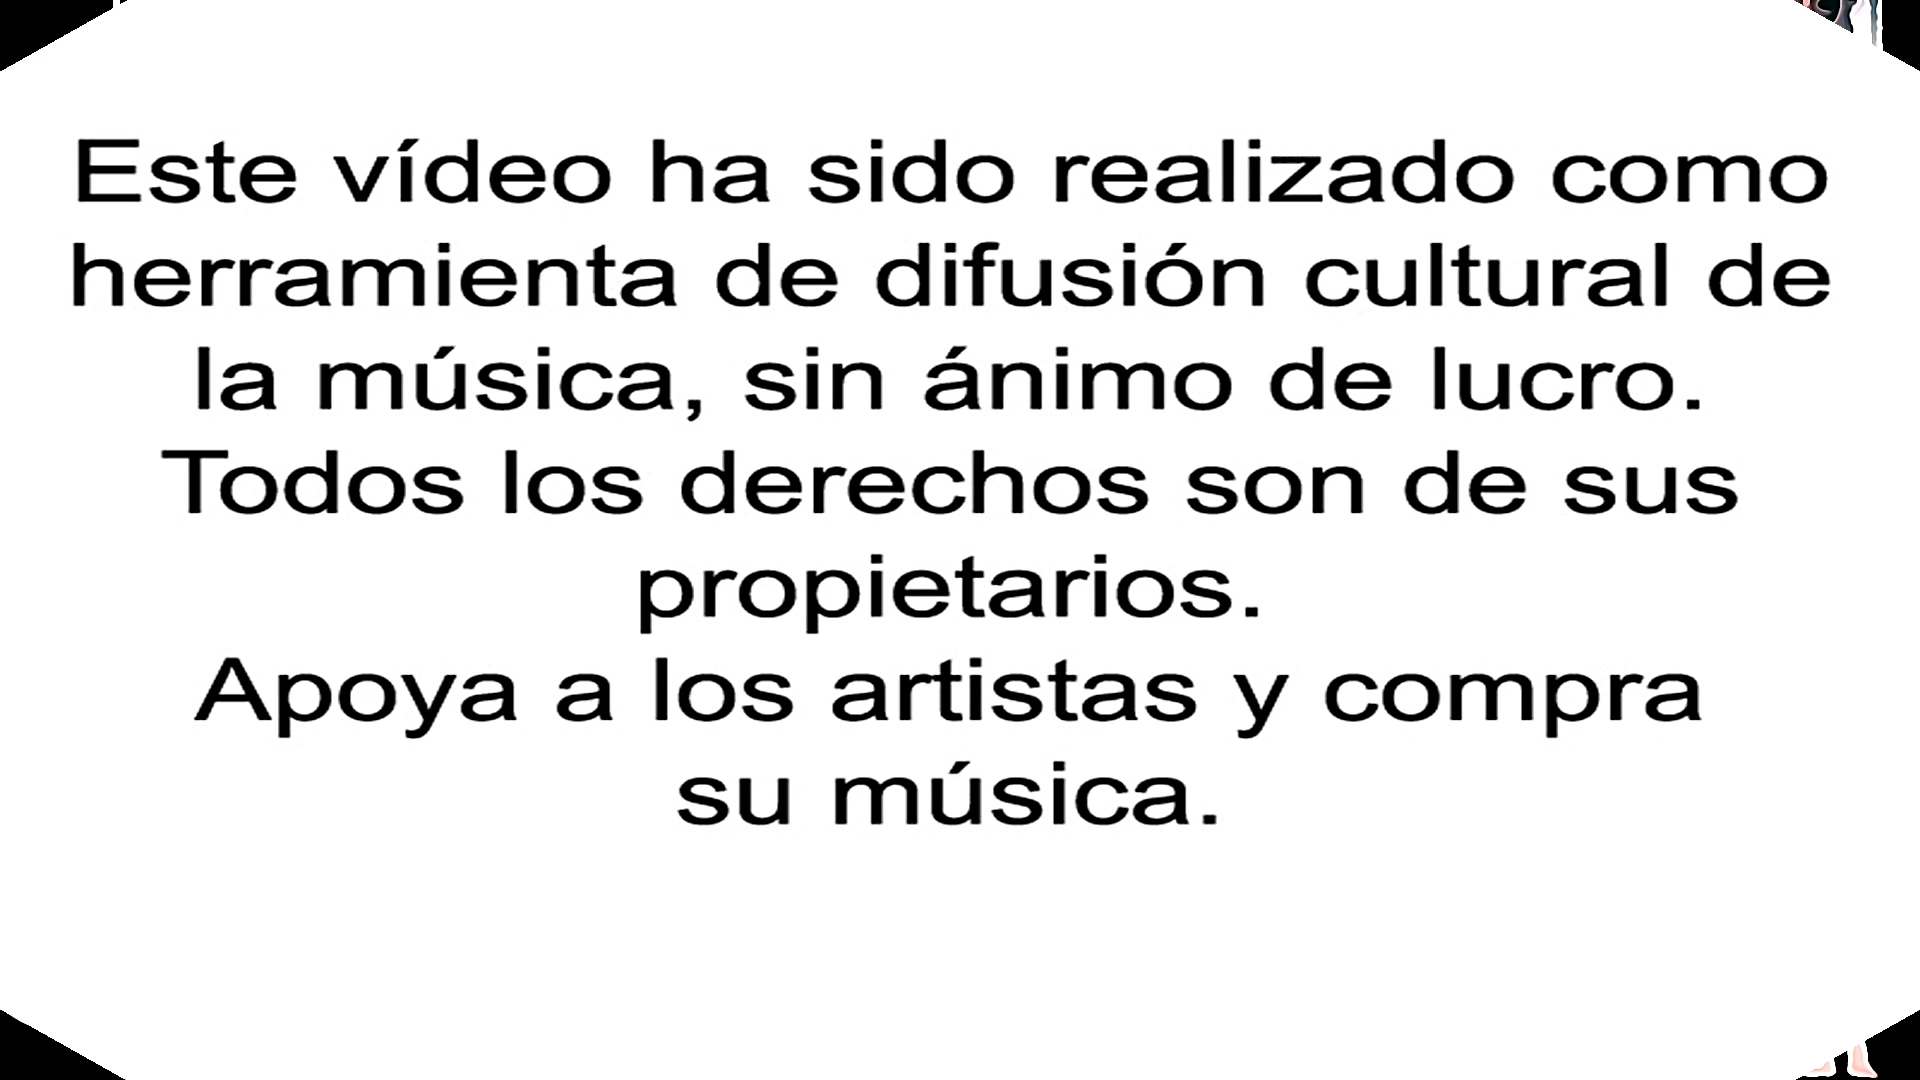 Este vídeo ha sido realizado como
herramienta de difusión cultural de
la música, sin ánimo de lucro.
Todos los derechos son de sus
propietarios.
Apoya a los artistas y compra
su música.